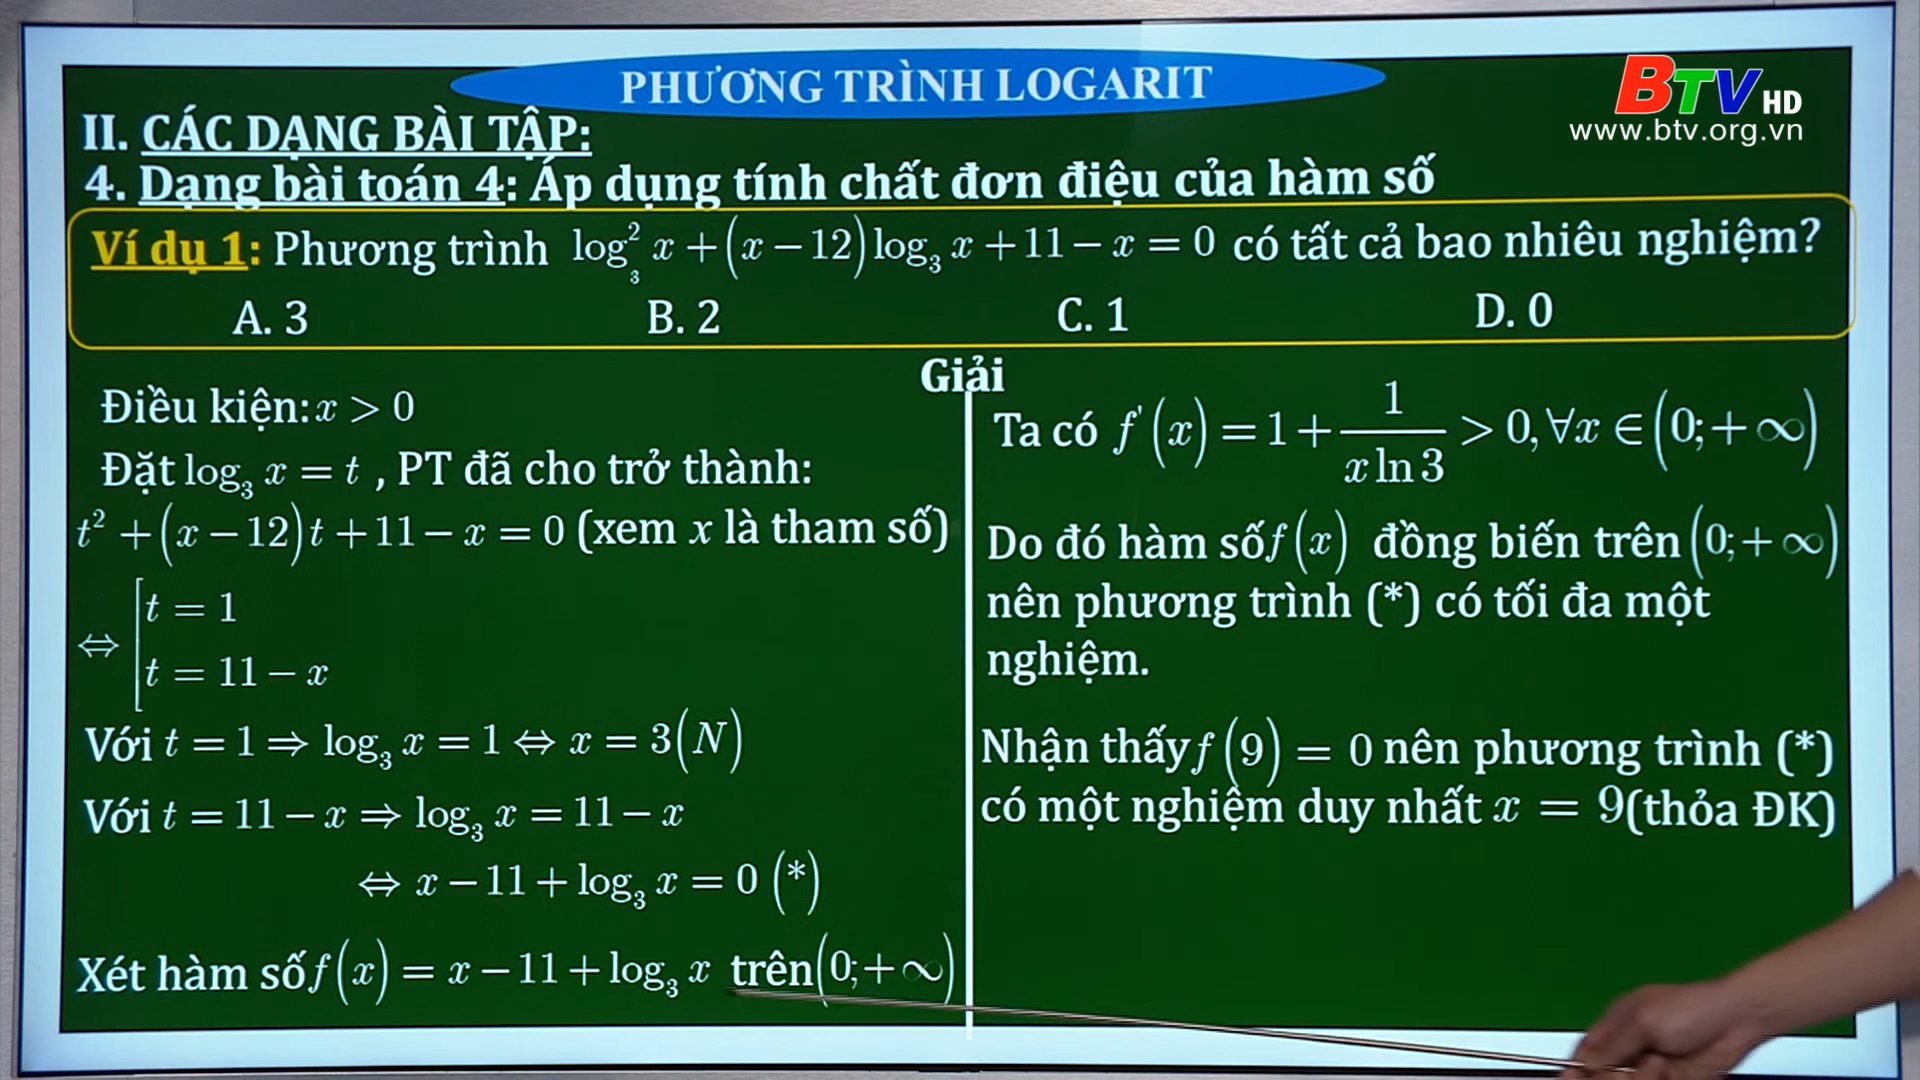 PHƯƠNG TRÌNH LOGARIT
BTV HD
www.btv.org.vn
II. CÁC DẠNG BÀI TẬP:
4. Dạng bài toán 4: Áp dụng tính chất đơn điệu của hàm số
Ví dụ 1: Phương trình log₃² x + (x − 12) log₃ x + 11 − x = 0 có tất cả bao nhiêu nghiệm?
A. 3 B. 2 C. 1 D. 0
Giải
Điều kiện: x > 0
Đặt log₃ x = t , PT đã cho trở thành:
t² + (x − 12)t + 11 − x = 0 (xem x là tham số)
⇔ [ t = 1
t = 11 − x
Với t = 1 ⇒ log₃ x = 1 ⇔ x = 3(N)
Với t = 11 − x ⇒ log₃ x = 11 − x
⇔ x − 11 + log₃ x = 0 (*)
Xét hàm số f(x) = x − 11 + log₃ x trên (0; + ∞)
Ta có f'(x) = 1 + 1/(x ln 3) > 0, ∀x ∈ (0; + ∞)
Do đó hàm số f(x) đồng biến trên (0; + ∞)
nên phương trình (*) có tối đa một
nghiệm.
Nhận thấy f(9) = 0 nên phương trình (*)
có một nghiệm duy nhất x = 9(thỏa ĐK)